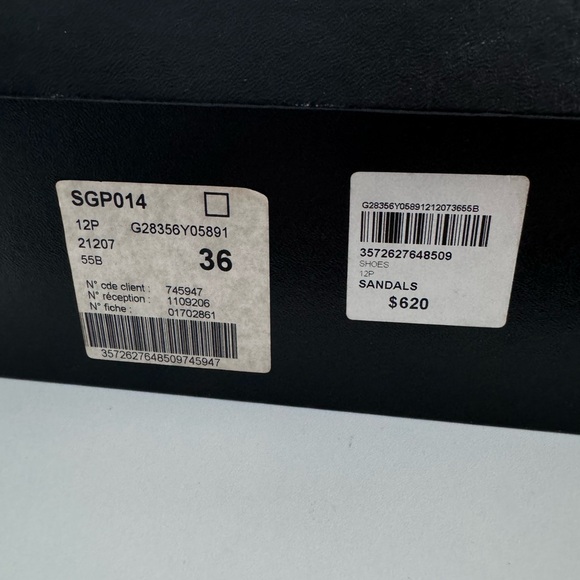 SGP014
12P G28356Y05891
21207
55B 36
N° cde client : 745947
N° réception : 1109206
N° fiche : 01702861
3572627648509745947
G28356Y05891212073655B
3572627648509
SHOES
12P
SANDALS
$620